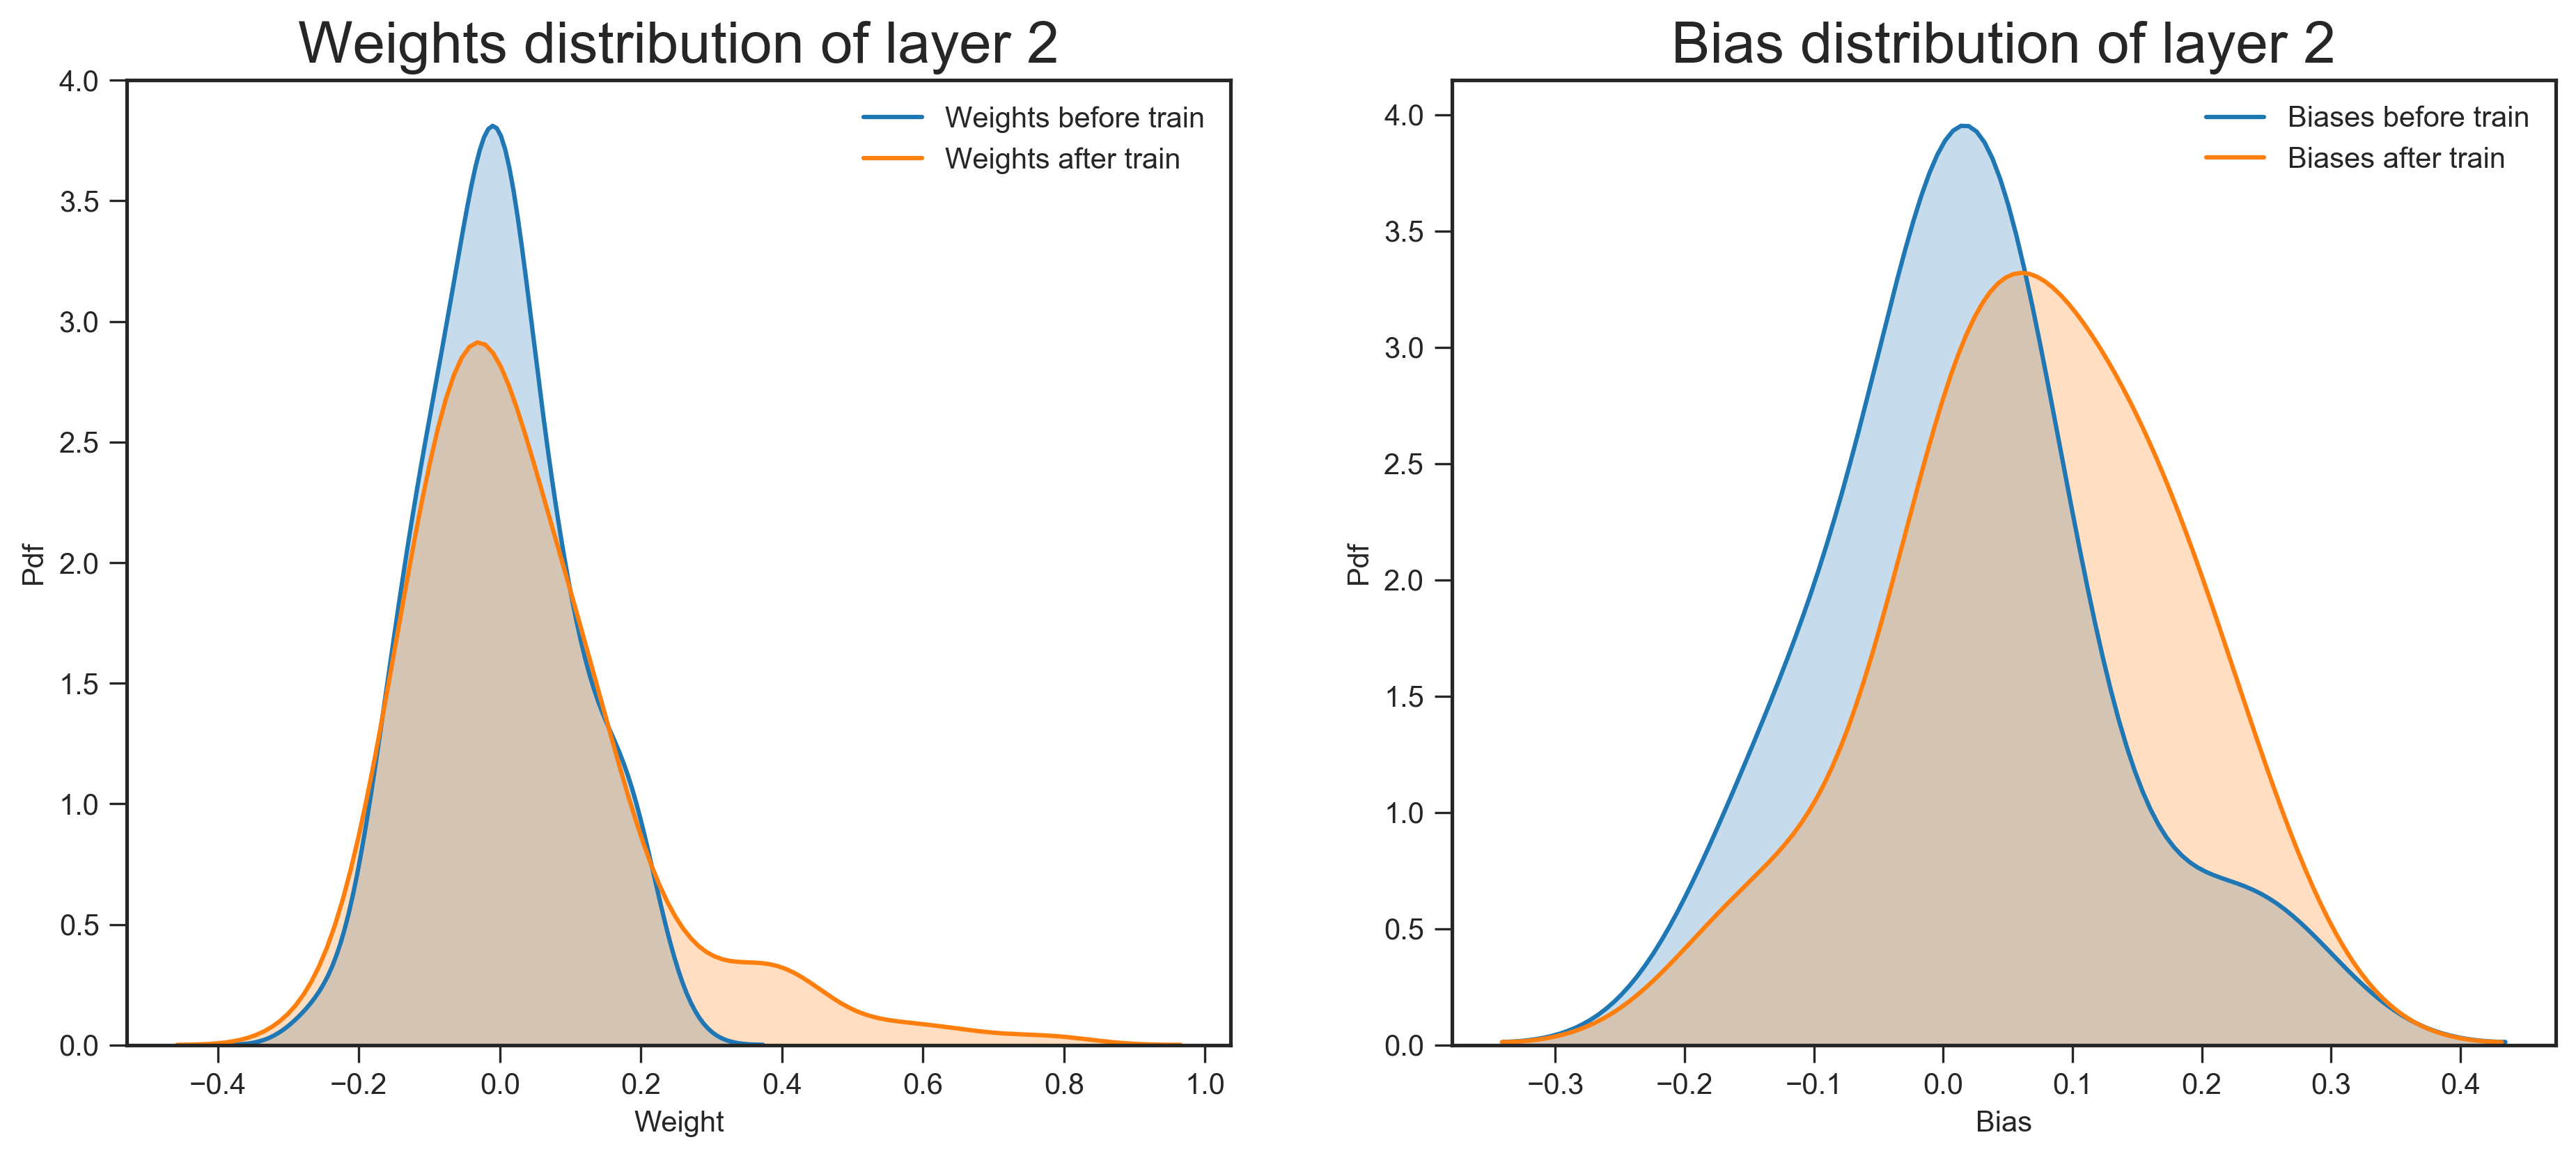 Weights distribution of layer 2
4.0
3.5
3.0
2.5
2.0
1.5
1.0
0.5
0.0
Pdf
−0.4 −0.2 0.0 0.2 0.4 0.6 0.8 1.0
Weight
Weights before train
Weights after train
Bias distribution of layer 2
4.0
3.5
3.0
2.5
2.0
1.5
1.0
0.5
0.0
Pdf
−0.3 −0.2 −0.1 0.0 0.1 0.2 0.3 0.4
Bias
Biases before train
Biases after train